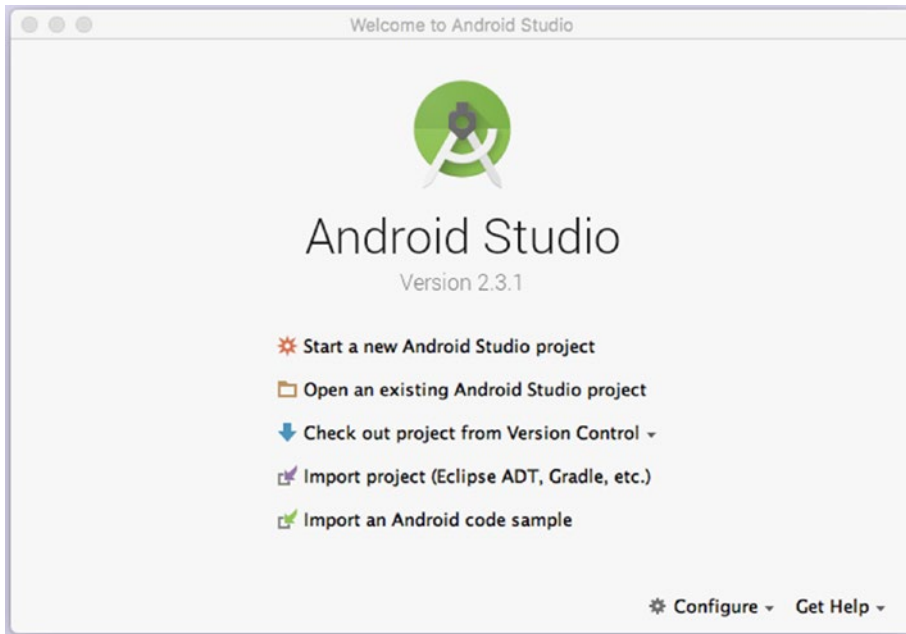 Welcome to Android Studio
Android Studio
Version 2.3.1
Start a new Android Studio project
Open an existing Android Studio project
Check out project from Version Control
Import project (Eclipse ADT, Gradle, etc.)
Import an Android code sample
Configure Get Help